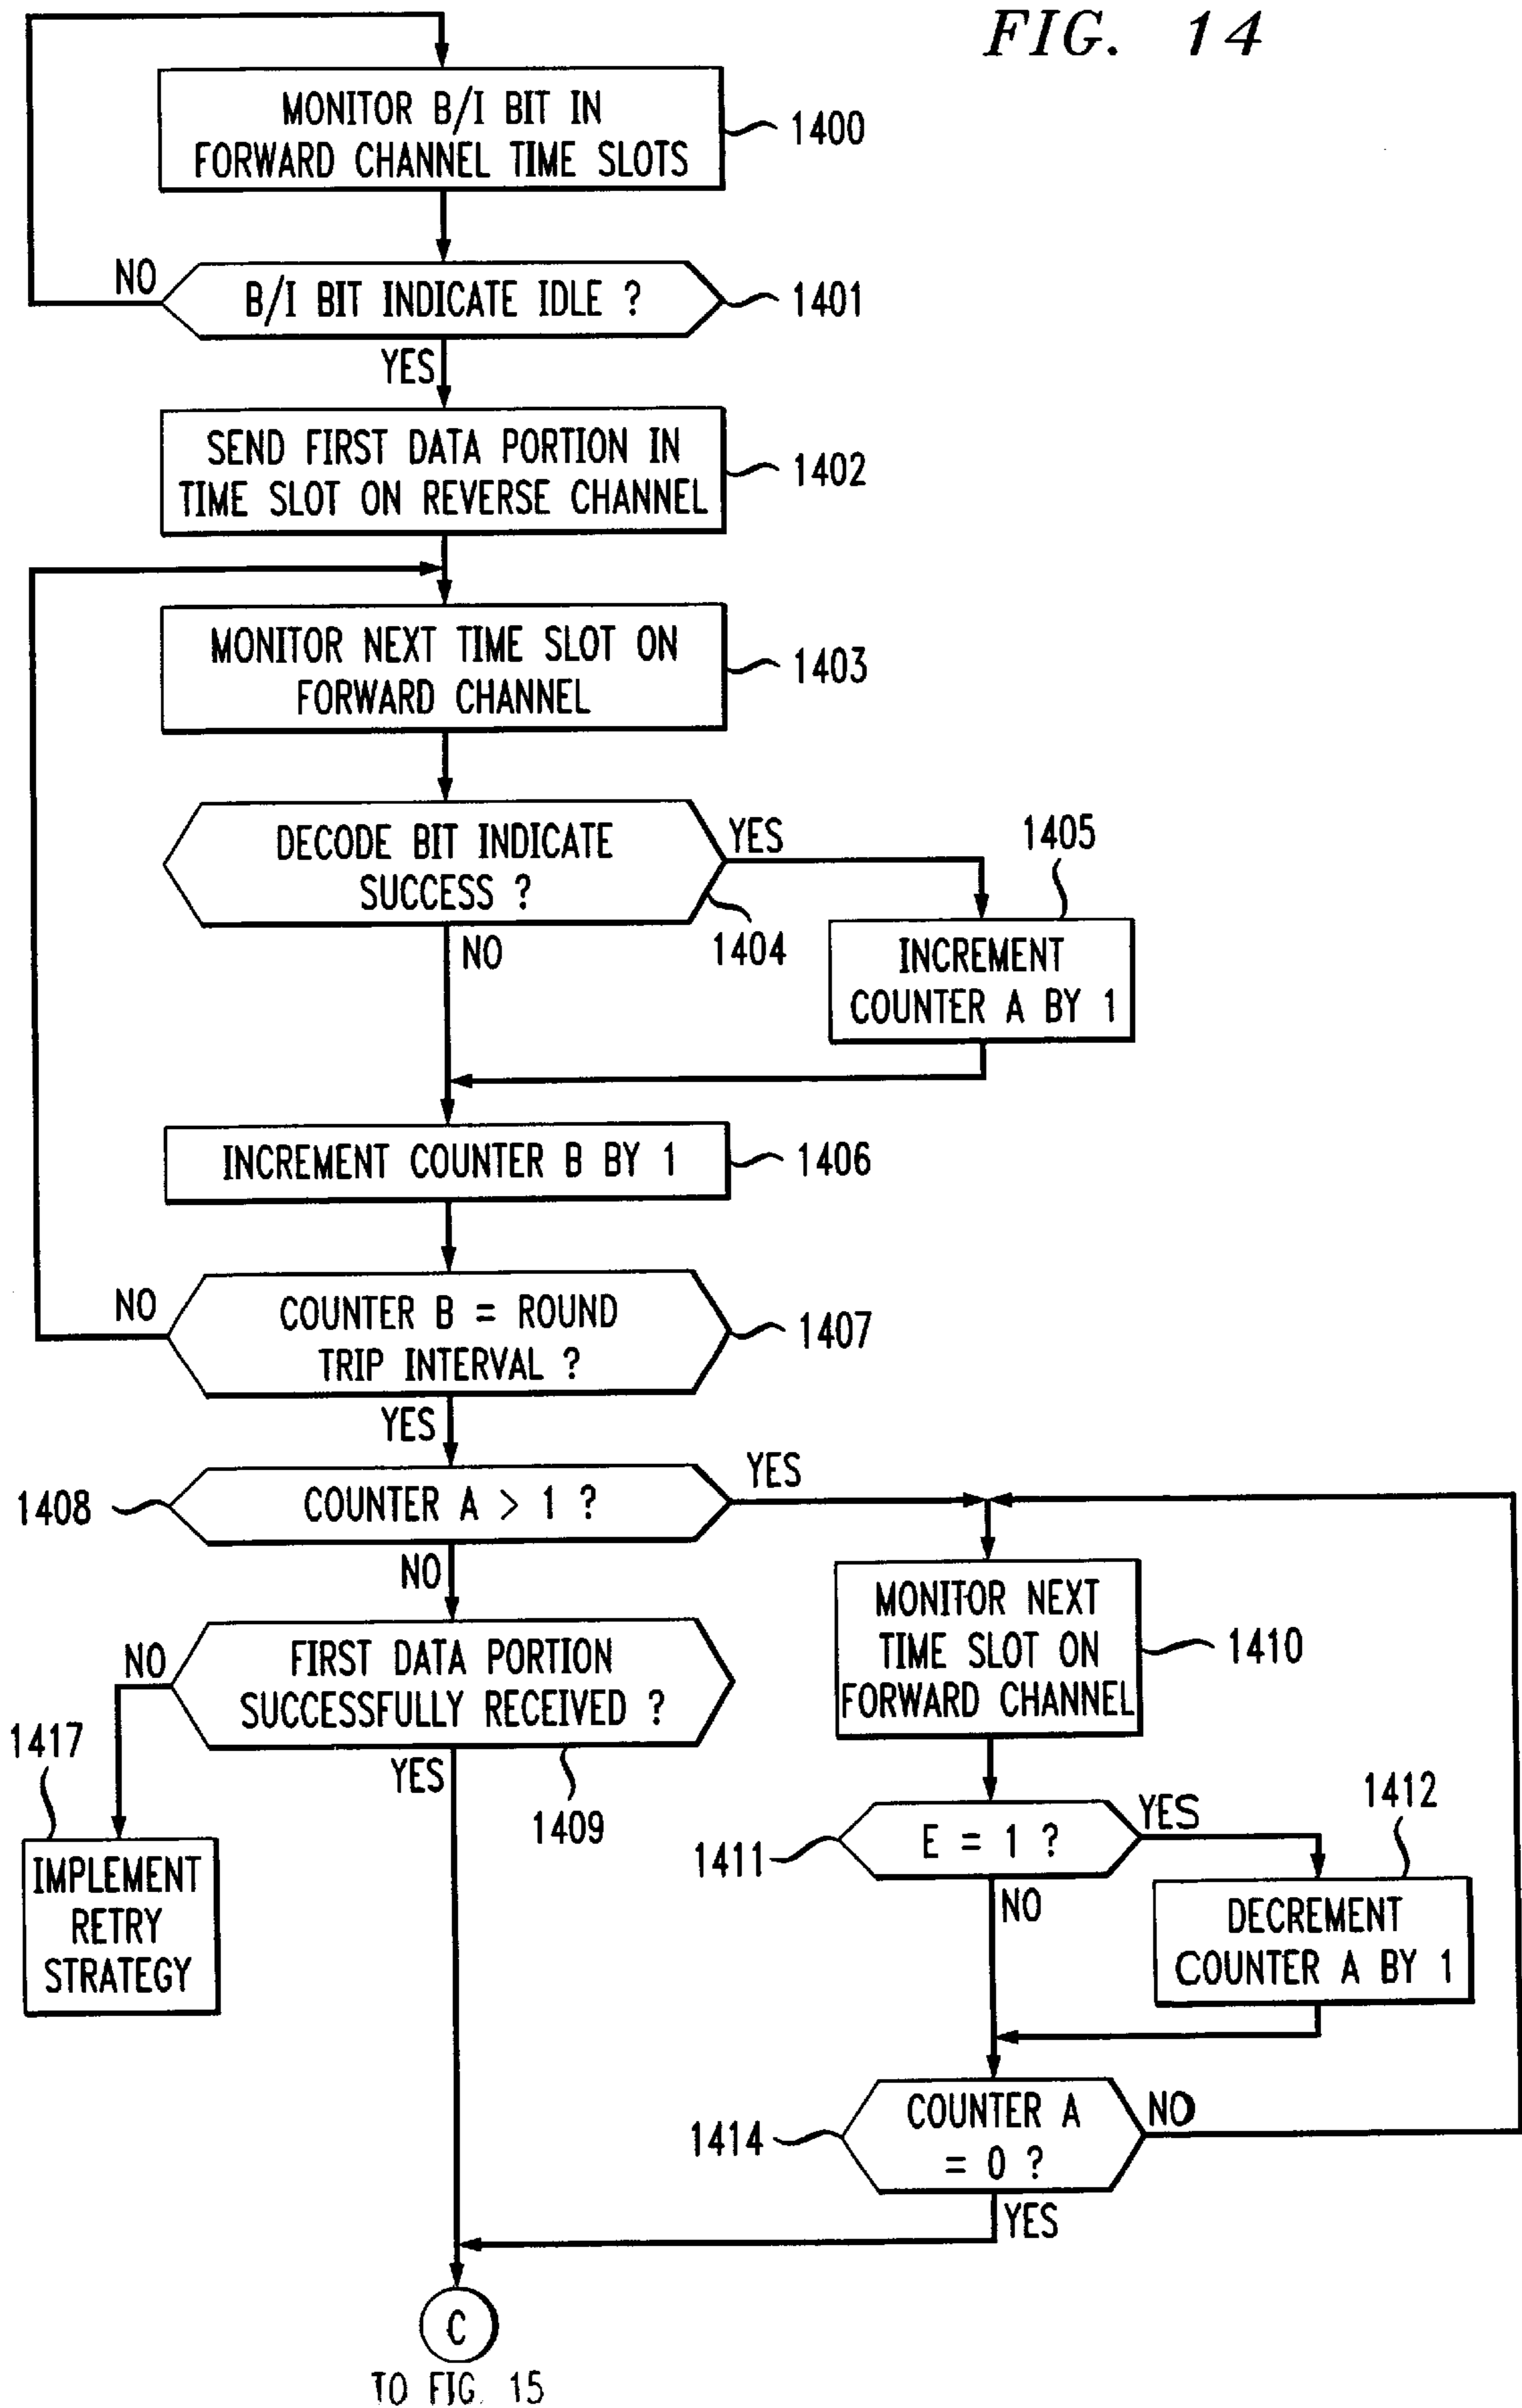 FIG. 14
MONITOR B/I BIT IN
FORWARD CHANNEL TIME SLOTS
1400
NO
B/I BIT INDICATE IDLE ?
1401
YES
SEND FIRST DATA PORTION IN
TIME SLOT ON REVERSE CHANNEL
1402
MONITOR NEXT TIME SLOT ON
FORWARD CHANNEL
1403
DECODE BIT INDICATE
SUCCESS ?
YES
1404
NO
1405
INCREMENT
COUNTER A BY 1
INCREMENT COUNTER B BY 1
1406
NO
COUNTER B = ROUND
TRIP INTERVAL ?
1407
YES
1408
COUNTER A > 1 ?
YES
NO
FIRST DATA PORTION
SUCCESSFULLY RECEIVED ?
NO
YES
1409
1417
IMPLEMENT
RETRY
STRATEGY
MONITOR NEXT
TIME SLOT ON
FORWARD CHANNEL
1410
1411
E = 1 ?
YES
NO
1412
DECREMENT
COUNTER A BY 1
1414
COUNTER A
= 0 ?
NO
YES
C
TO FIG. 15